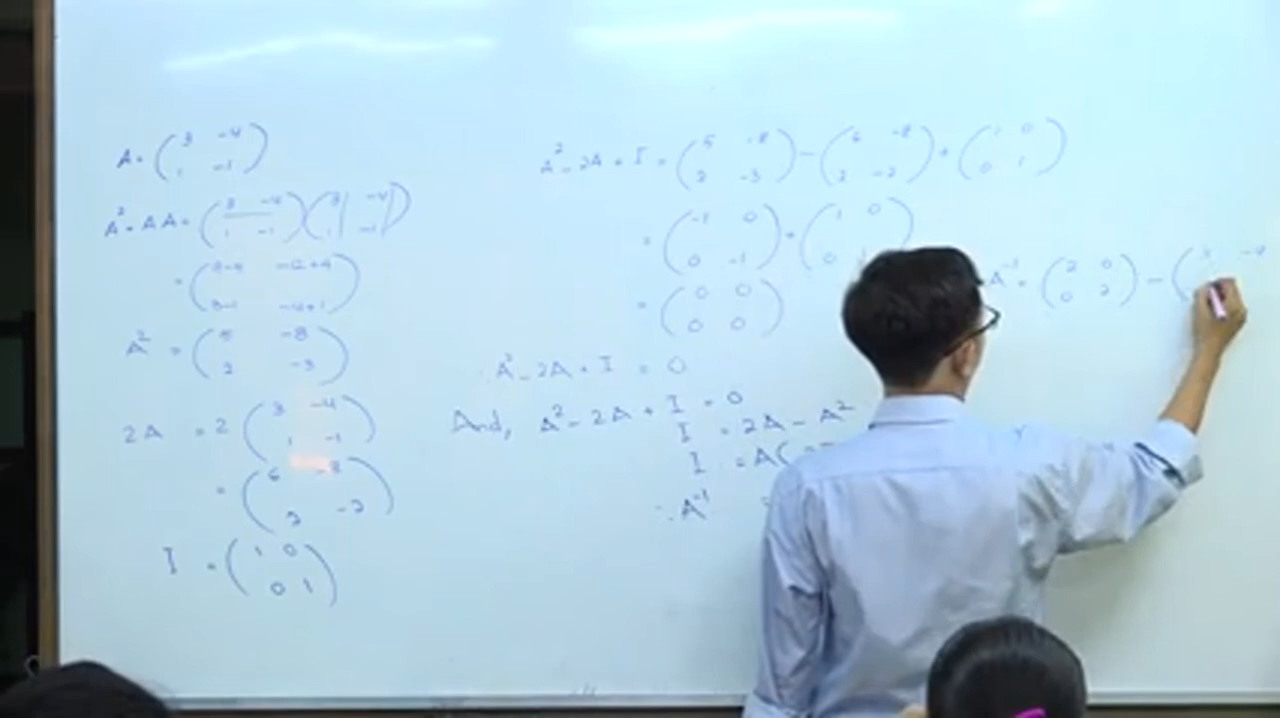 A = ( 3 -4
1 -1 )
A² = A A = ( 3 -4
1 -1 ) ( 3 -4
1 -1 )
= ( -12+4
-4+1 )
A² = ( 5 -8
2 -3 )
2A = 2 ( 3 -4
1 -1 )
= ( 6 -8
2 -2 )
I = ( 1 0
0 1 )
A² - 2A + I = ( 5 -8
2 -3 ) - ( 6 -8
2 -2 ) + ( 1 0
0 1 )
= ( -1 0
0 -1 ) + ( 1 0
0
= ( 0 0
0 0 )
A² - 2A + I = 0
And, A² - 2A + I = 0
I = 2A - A²
I = A(
∴ A⁻¹
A⁻¹ = ( 2 0
0 2 ) - ( 3 -4